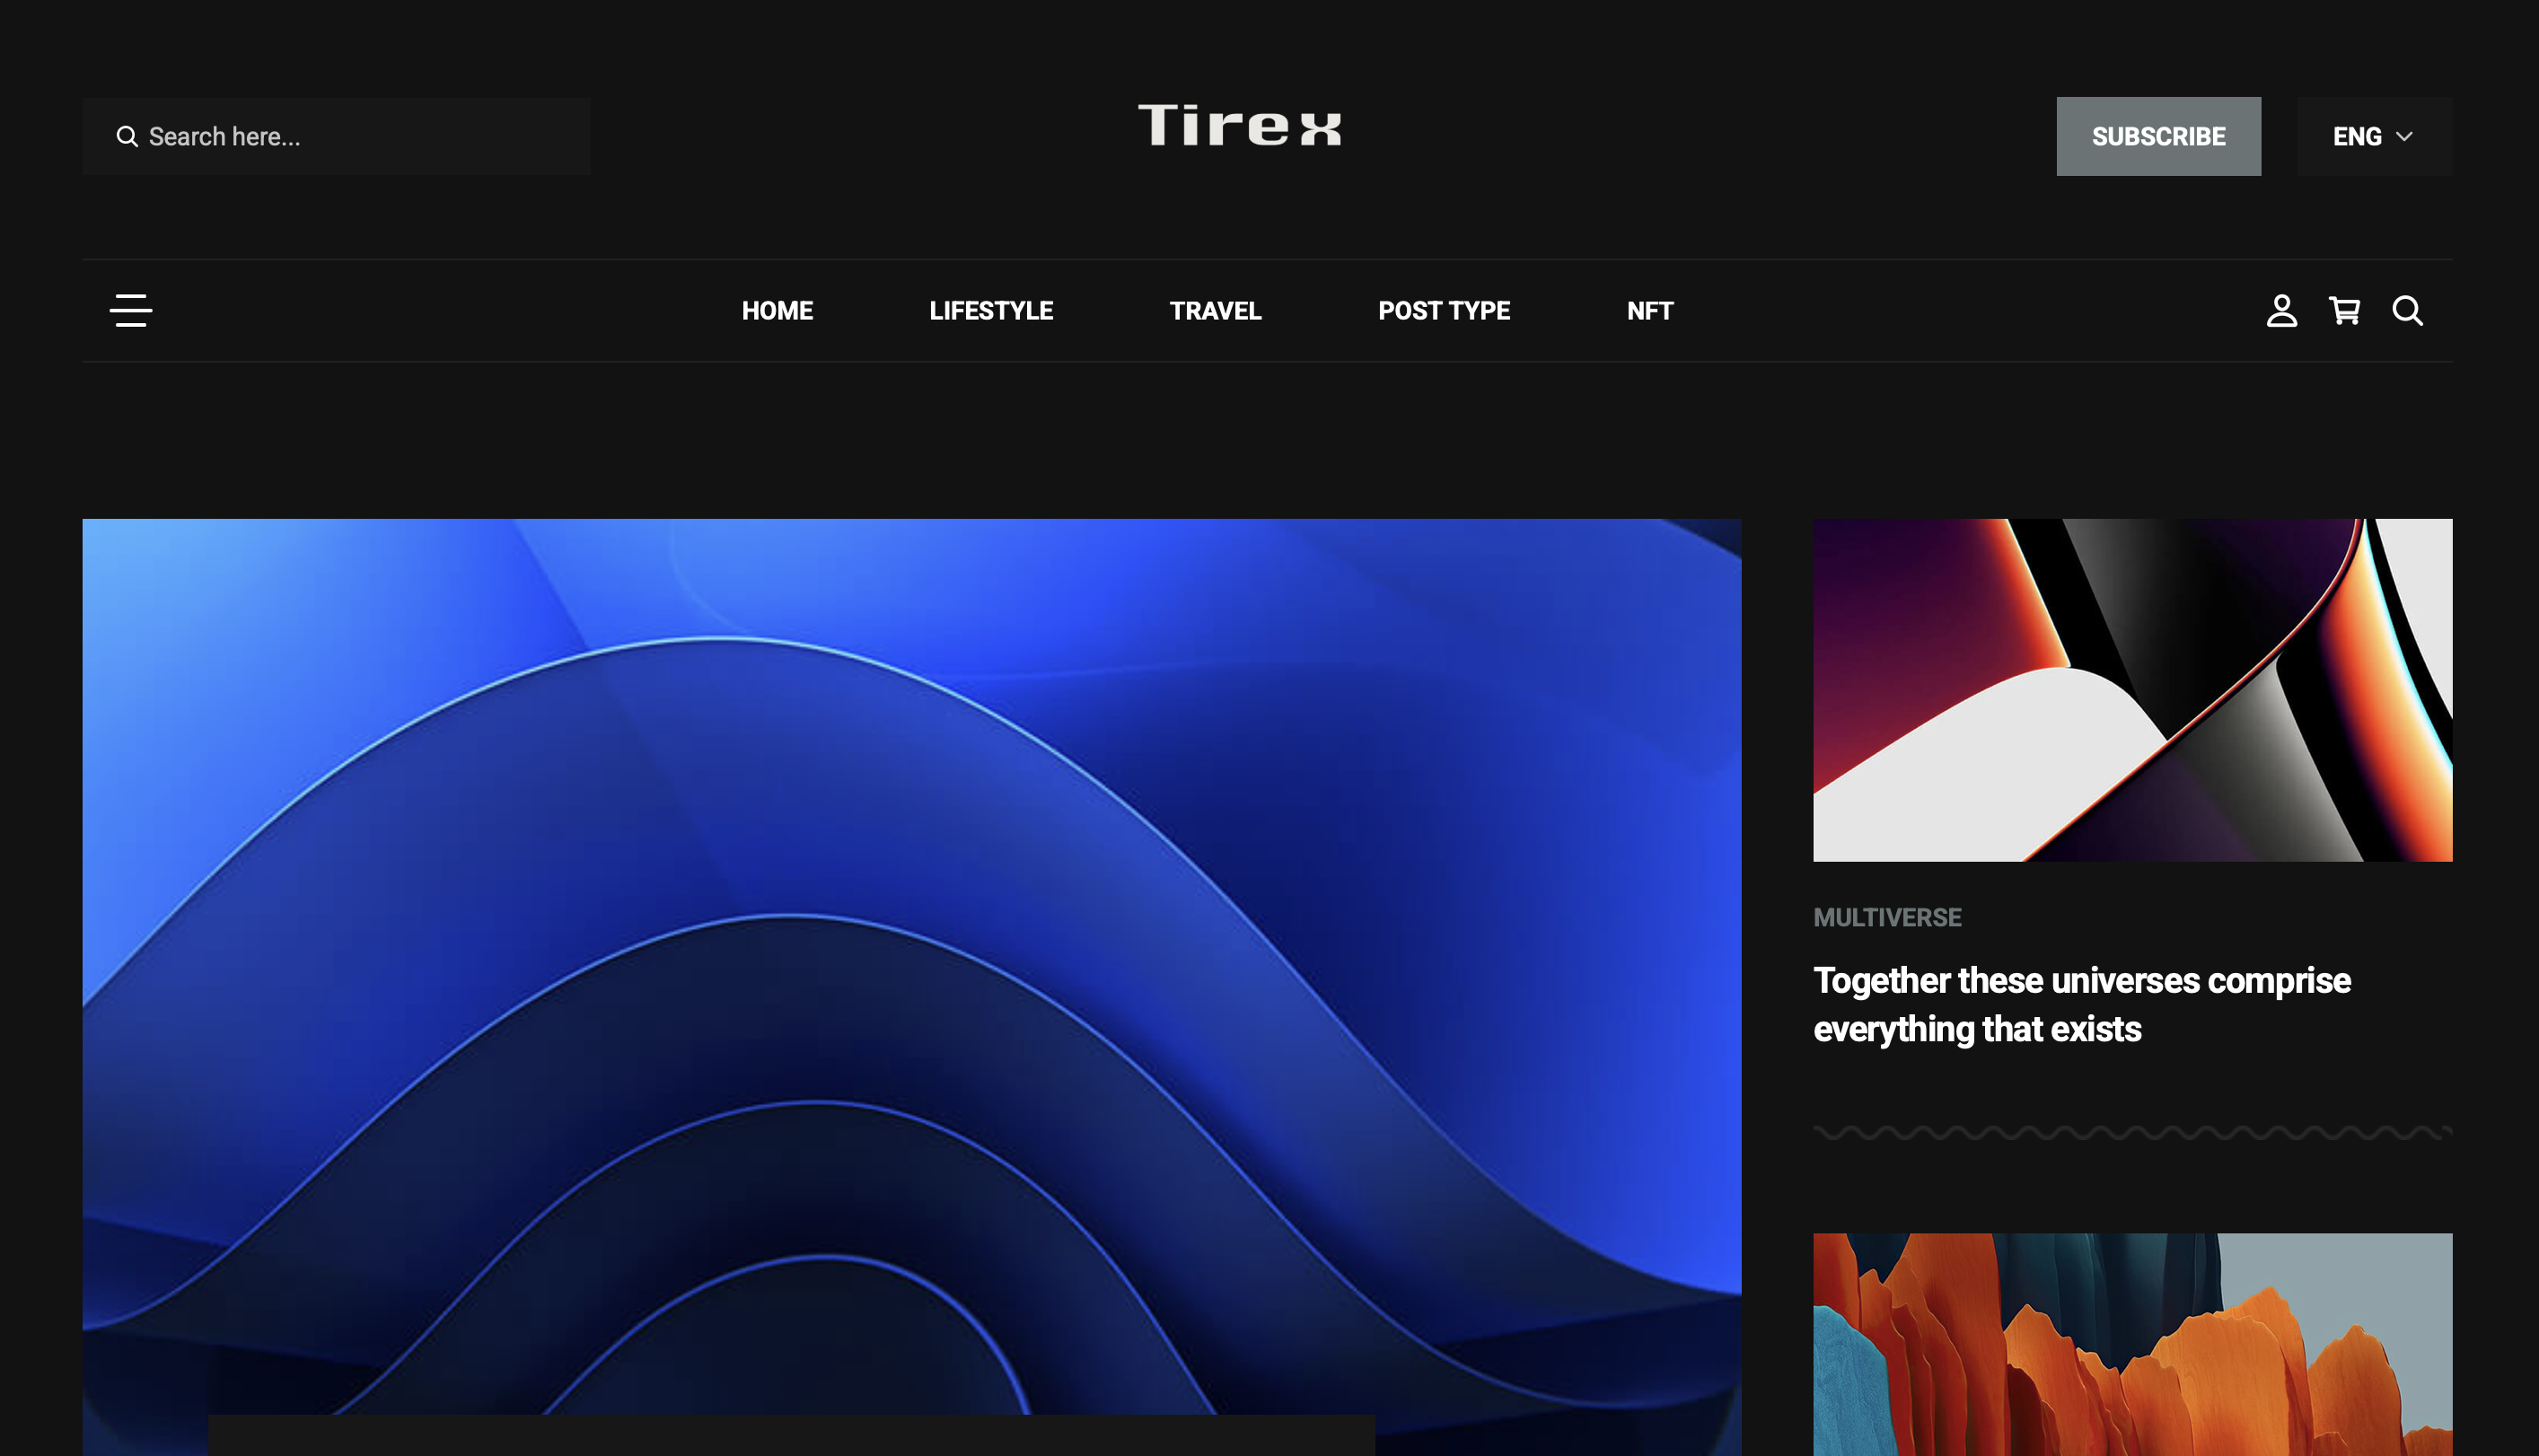 Search here...
Tirex
SUBSCRIBE
ENG
HOME LIFESTYLE TRAVEL POST TYPE NFT
MULTIVERSE
Together these universes comprise
everything that exists